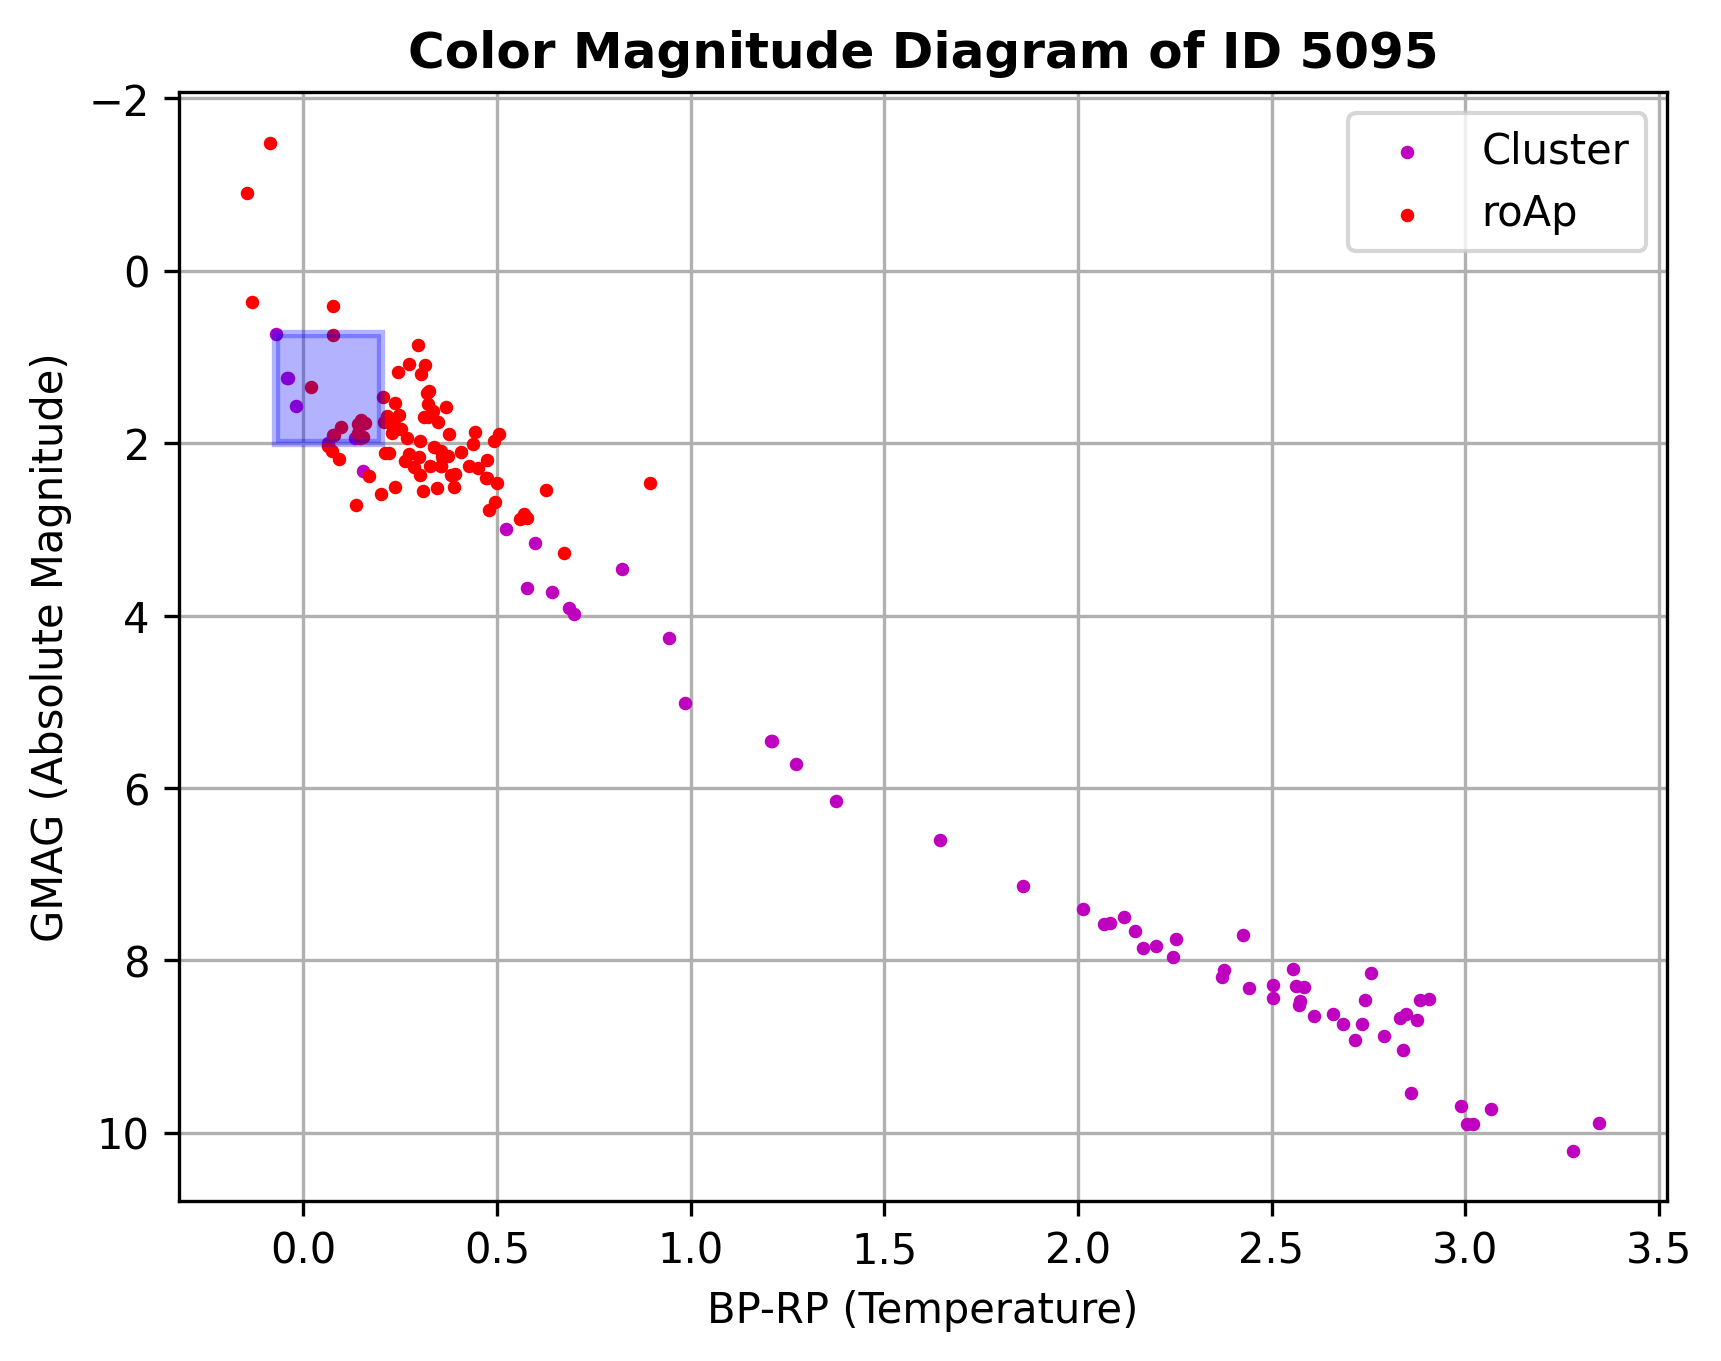 Color Magnitude Diagram of ID 5095
−2
0
2
4
6
8
10
GMAG (Absolute Magnitude)
Cluster
roAp
0.0 0.5 1.0 1.5 2.0 2.5 3.0 3.5
BP-RP (Temperature)